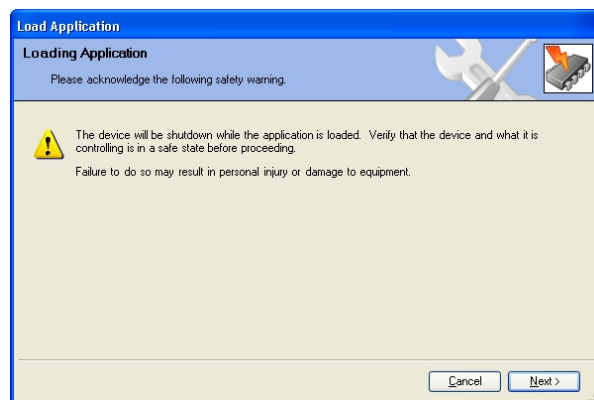 Load Application
Loading Application
Please acknowledge the following safety warning.
The device will be shutdown while the application is loaded. Verify that the device and what it is
controlling is in a safe state before proceeding.
Failure to do so may result in personal injury or damage to equipment.
Cancel
Next >